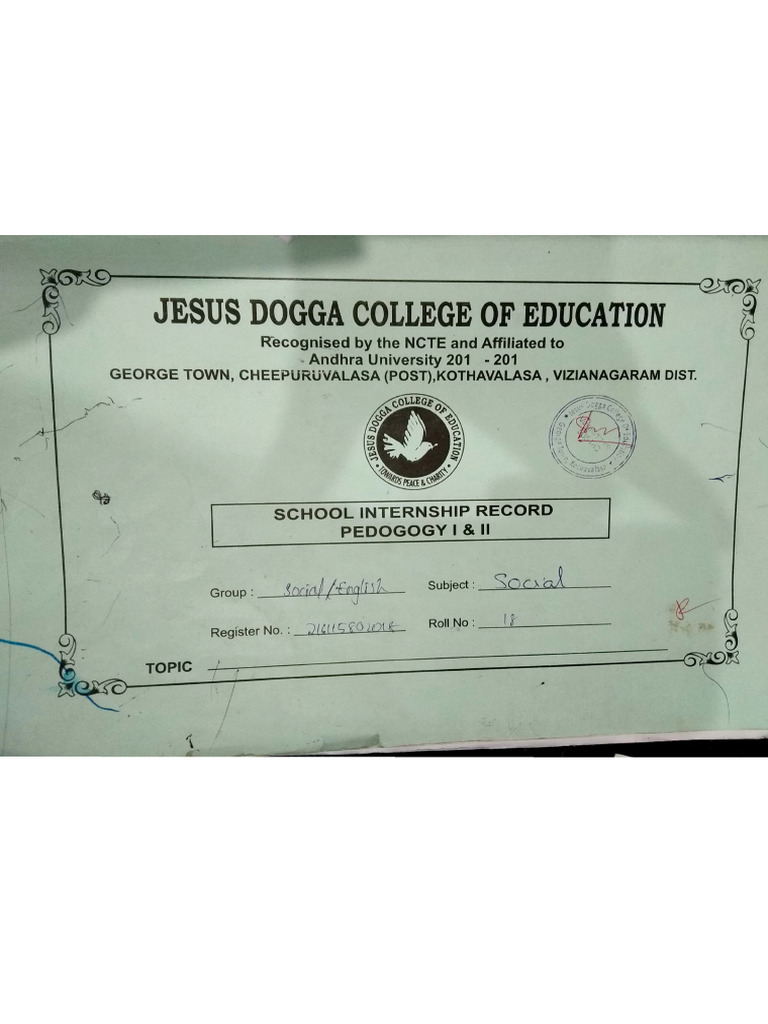 JESUS DOGGA COLLEGE OF EDUCATION
Recognised by the NCTE and Affiliated to
Andhra University 201 - 201
GEORGE TOWN, CHEEPURUVALASA (POST),KOTHAVALASA , VIZIANAGARAM DIST.
JESUS DOGGA COLLEGE OF EDUCATION
TOWARDS PEACE & CHARITY
SCHOOL INTERNSHIP RECORD
PEDOGOGY I & II
Group : Social/English Subject : Social
Register No. : Roll No : 18
TOPIC